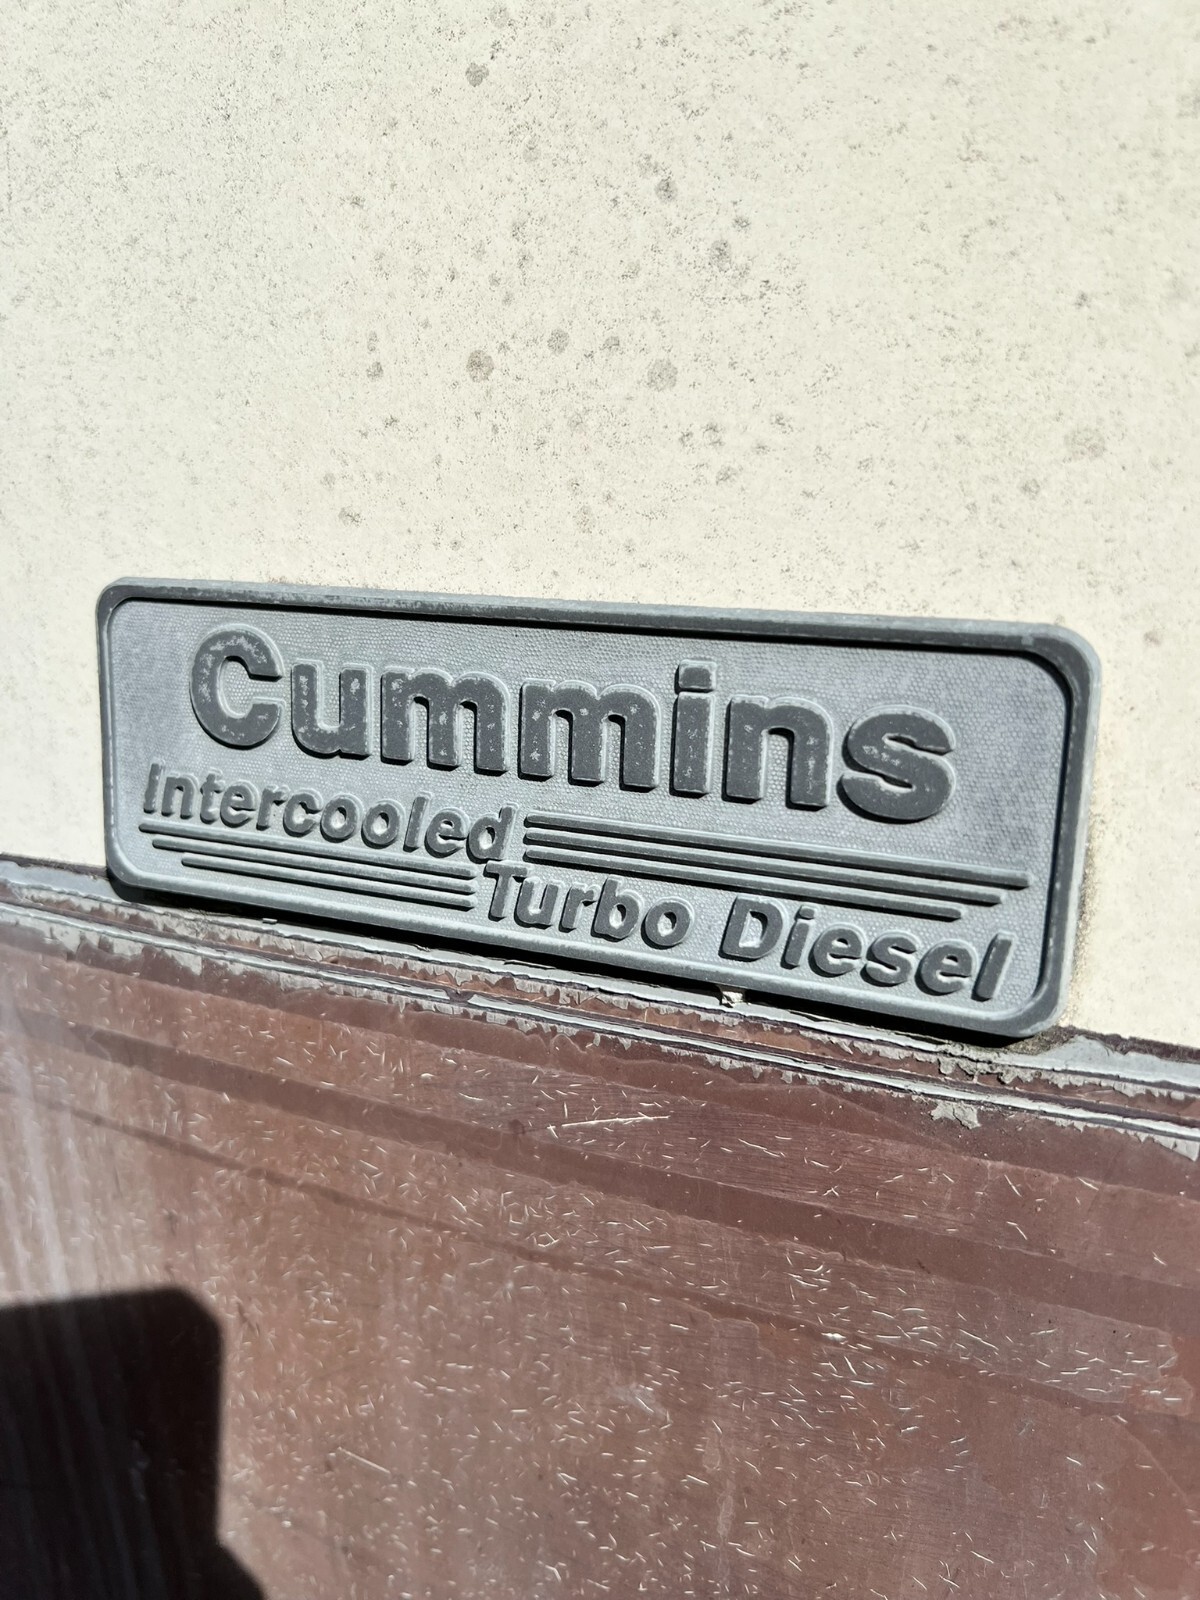 Cummins
Intercooled
Turbo Diesel